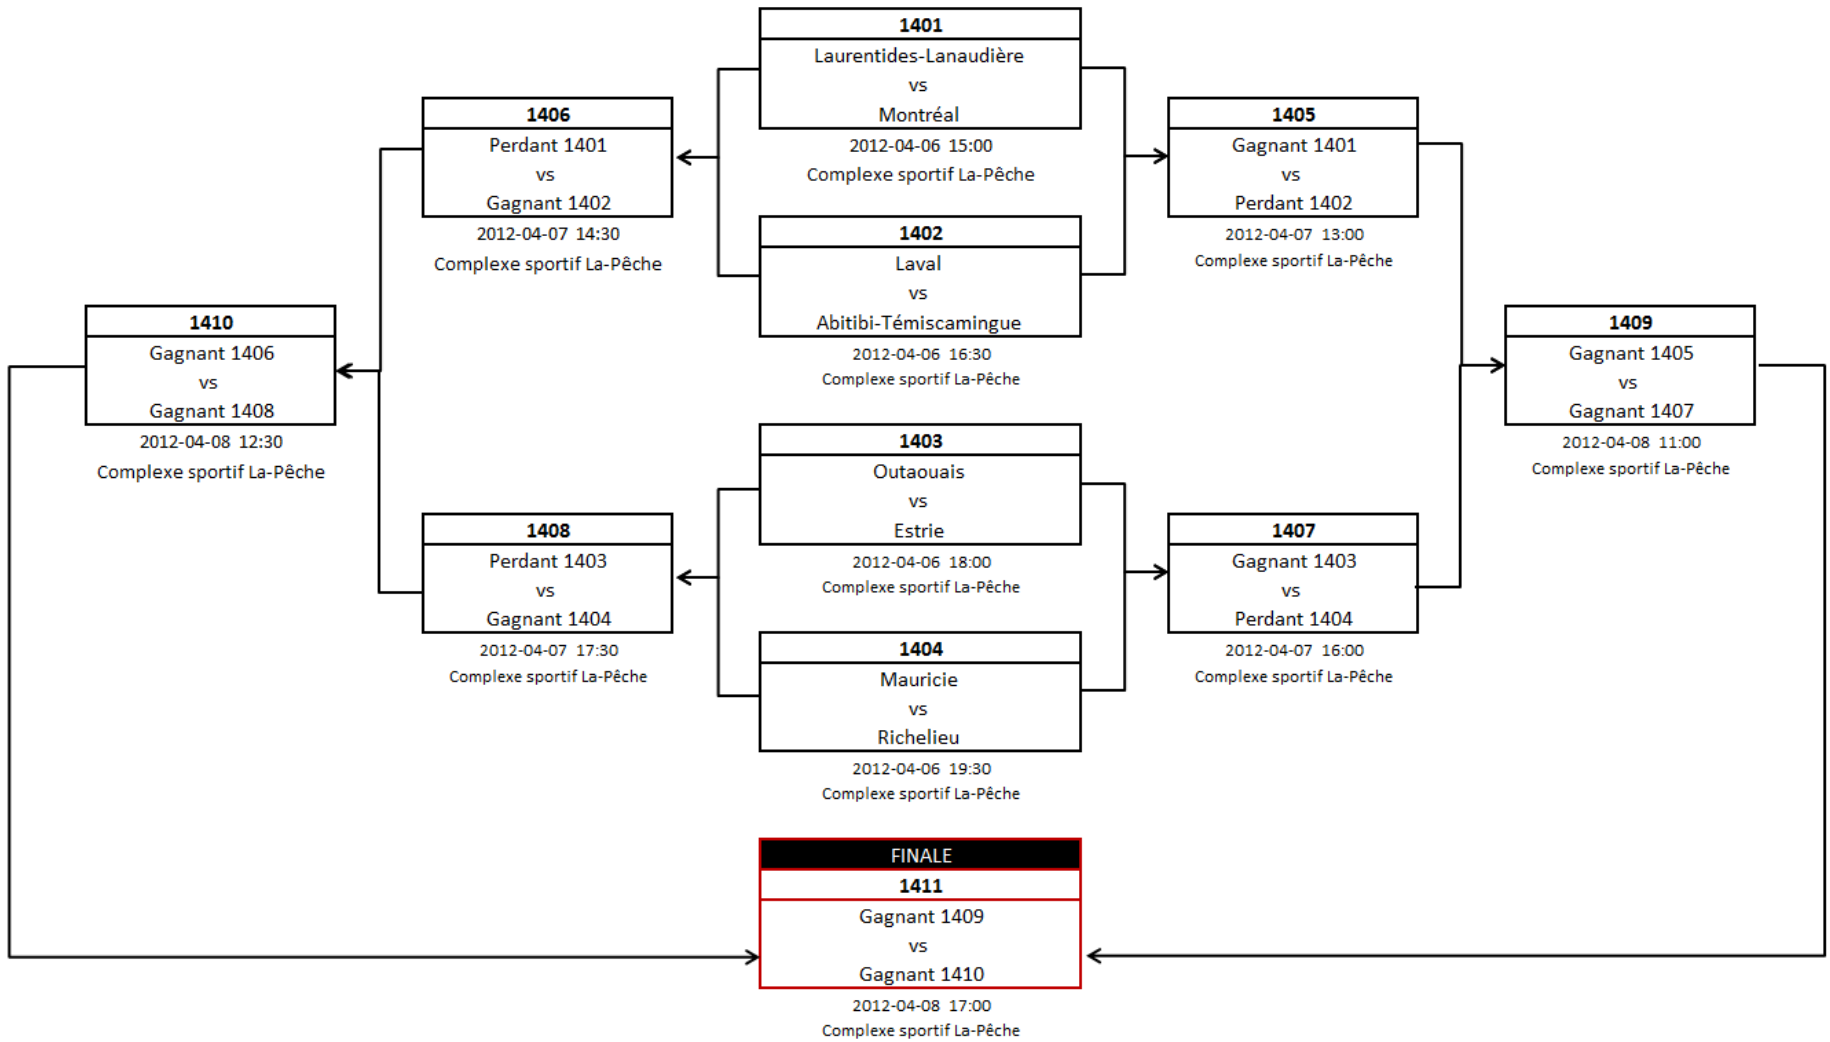 1401
Laurentides-Lanaudière
vs
Montréal
2012-04-06 15:00
Complexe sportif La-Pêche
1406
Perdant 1401
vs
Gagnant 1402
2012-04-07 14:30
Complexe sportif La-Pêche
1405
Gagnant 1401
vs
Perdant 1402
2012-04-07 13:00
Complexe sportif La-Pêche
1402
Laval
vs
Abitibi-Témiscamingue
2012-04-06 16:30
Complexe sportif La-Pêche
1410
Gagnant 1406
vs
Gagnant 1408
2012-04-08 12:30
Complexe sportif La-Pêche
1409
Gagnant 1405
vs
Gagnant 1407
2012-04-08 11:00
Complexe sportif La-Pêche
1403
Outaouais
vs
Estrie
2012-04-06 18:00
Complexe sportif La-Pêche
1408
Perdant 1403
vs
Gagnant 1404
2012-04-07 17:30
Complexe sportif La-Pêche
1407
Gagnant 1403
vs
Perdant 1404
2012-04-07 16:00
Complexe sportif La-Pêche
1404
Mauricie
vs
Richelieu
2012-04-06 19:30
Complexe sportif La-Pêche
FINALE
1411
Gagnant 1409
vs
Gagnant 1410
2012-04-08 17:00
Complexe sportif La-Pêche